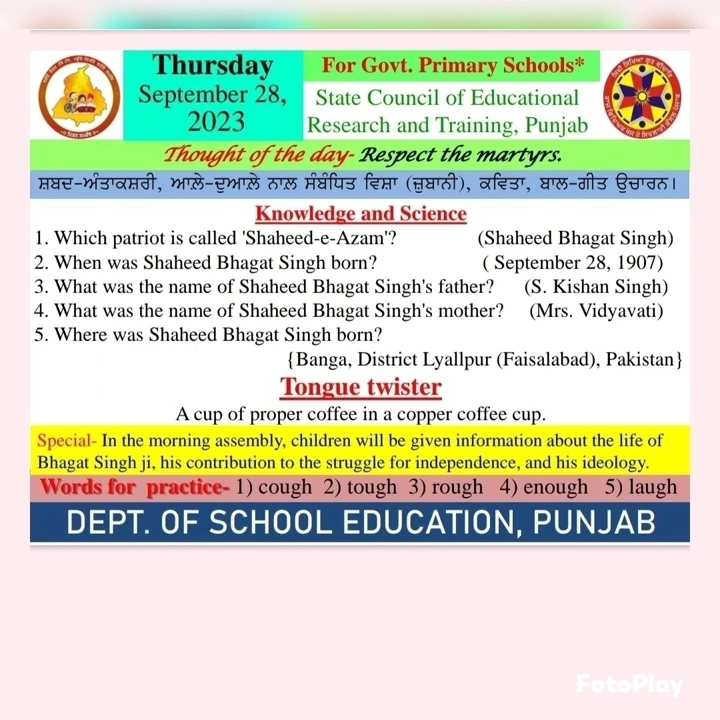 Thursday
September 28,
2023
For Govt. Primary Schools*
State Council of Educational
Research and Training, Punjab
Thought of the day- Respect the martyrs.
ਸ਼ਬਦ-ਅੰਤਾਕਸ਼ਰੀ, ਆਲੇ-ਦੁਆਲੇ ਨਾਲ ਸੰਬੰਧਿਤ ਵਿਸ਼ਾ (ਜ਼ੁਬਾਨੀ), ਕਵਿਤਾ, ਬਾਲ-ਗੀਤ ਉਚਾਰਨ।
Knowledge and Science
1. Which patriot is called 'Shaheed-e-Azam'? (Shaheed Bhagat Singh)
2. When was Shaheed Bhagat Singh born? ( September 28, 1907)
3. What was the name of Shaheed Bhagat Singh's father? (S. Kishan Singh)
4. What was the name of Shaheed Bhagat Singh's mother? (Mrs. Vidyavati)
5. Where was Shaheed Bhagat Singh born?
{Banga, District Lyallpur (Faisalabad), Pakistan}
Tongue twister
A cup of proper coffee in a copper coffee cup.
Special- In the morning assembly, children will be given information about the life of
Bhagat Singh ji, his contribution to the struggle for independence, and his ideology.
Words for practice- 1) cough 2) tough 3) rough 4) enough 5) laugh
DEPT. OF SCHOOL EDUCATION, PUNJAB
FotoPlay